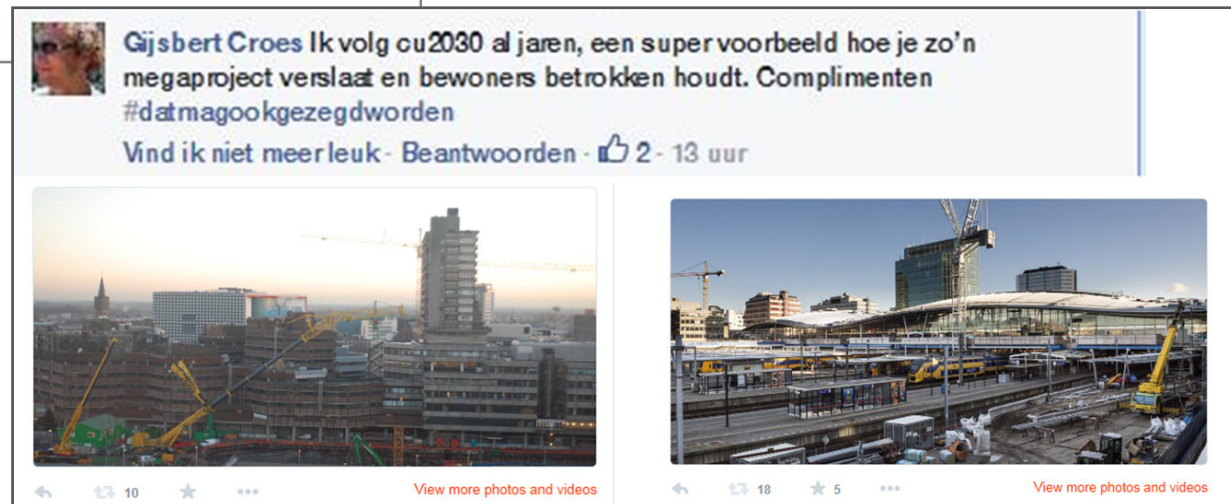 Gijsbert Croes Ik volg cu2030 al jaren, een super voorbeeld hoe je zo'n
megaproject verslaat en bewoners betrokken houdt. Complimenten
#datmagookgezegdworden
Vind ik niet meer leuk - Beantwoorden - 2 - 13 uur
10
View more photos and videos
18
5
View more photos and videos